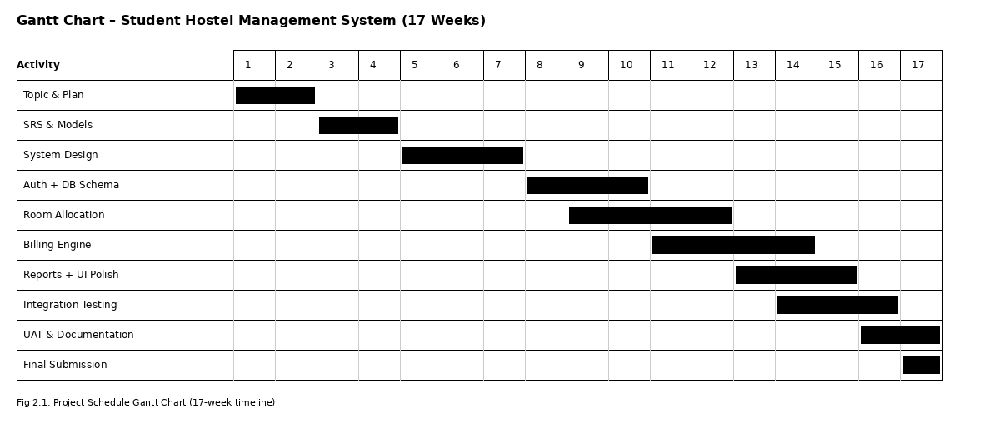 Gantt Chart – Student Hostel Management System (17 Weeks)
Activity 1 2 3 4 5 6 7 8 9 10 11 12 13 14 15 16 17
Topic & Plan
SRS & Models
System Design
Auth + DB Schema
Room Allocation
Billing Engine
Reports + UI Polish
Integration Testing
UAT & Documentation
Final Submission
Fig 2.1: Project Schedule Gantt Chart (17-week timeline)